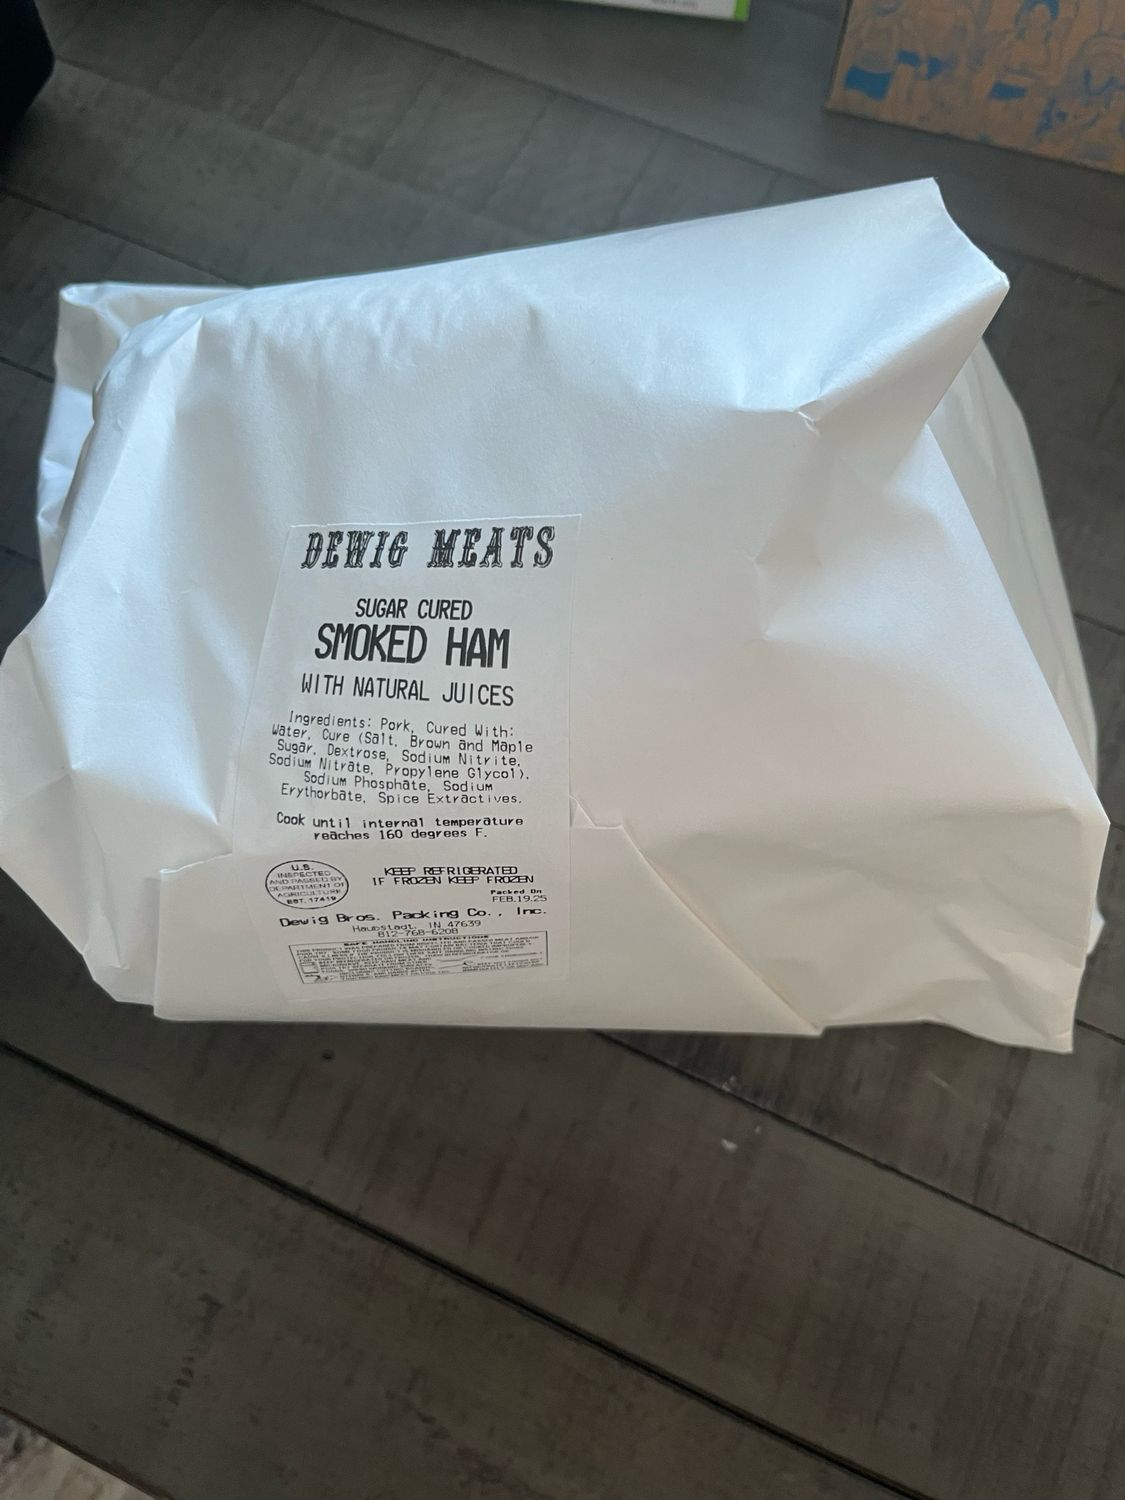 DEWIG MEATS
SUGAR CURED
SMOKED HAM
WITH NATURAL JUICES
Ingredients: Pork, Cured With:
Water, Cure (Salt, Brown and Maple
Sugar, Dextrose, Sodium Nitrite,
Sodium Nitrate, Propylene Glycol),
Sodium Phosphate, Sodium
Erythorbate, Spice Extractives.
Cook until internal temperature
reaches 160 degrees F.
U.S.
INSPECTED
AND PASSED BY
DEPARTMENT OF
AGRICULTURE
EST. 17419
KEEP REFRIGERATED
IF FROZEN KEEP FROZEN
Packed On
FEB.19.25
Dewig Bros. Packing Co., Inc.
Haubstadt, IN 47639
812-768-6208
SAFE HANDLING INSTRUCTIONS